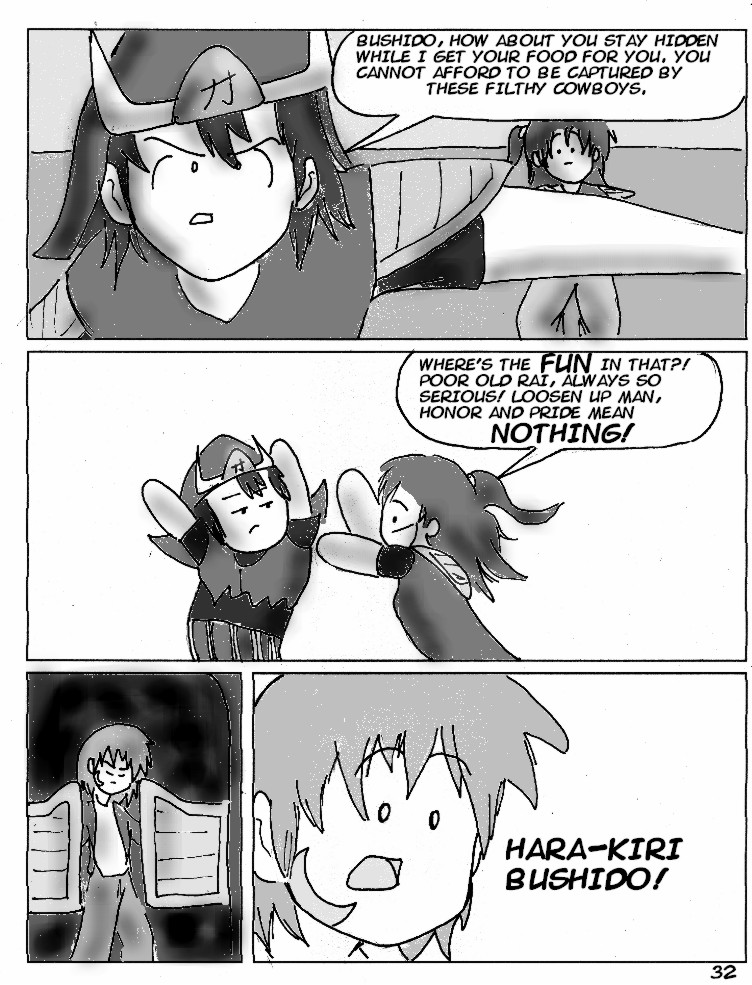 BUSHIDO, HOW ABOUT YOU STAY HIDDEN
WHILE I GET YOUR FOOD FOR YOU. YOU
CANNOT AFFORD TO BE CAPTURED BY
THESE FILTHY COWBOYS.
力
WHERE'S THE FUN IN THAT?!
POOR OLD RAI, ALWAYS SO
SERIOUS! LOOSEN UP MAN,
HONOR AND PRIDE MEAN
NOTHING!
力
HARA-KIRI
BUSHIDO!
32